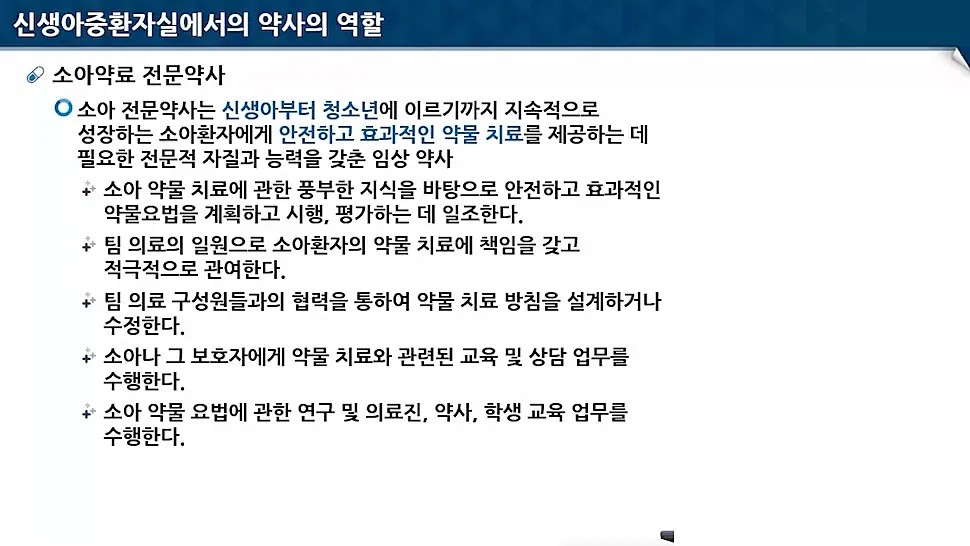 신생아중환자실에서의 약사의 역할
소아약료 전문약사
소아 전문약사는 신생아부터 청소년에 이르기까지 지속적으로
성장하는 소아환자에게 안전하고 효과적인 약물 치료를 제공하는 데
필요한 전문적 자질과 능력을 갖춘 임상 약사
소아 약물 치료에 관한 풍부한 지식을 바탕으로 안전하고 효과적인
약물요법을 계획하고 시행, 평가하는 데 일조한다.
팀 의료의 일원으로 소아환자의 약물 치료에 책임을 갖고
적극적으로 관여한다.
팀 의료 구성원들과의 협력을 통하여 약물 치료 방침을 설계하거나
수정한다.
소아나 그 보호자에게 약물 치료와 관련된 교육 및 상담 업무를
수행한다.
소아 약물 요법에 관한 연구 및 의료진, 약사, 학생 교육 업무를
수행한다.